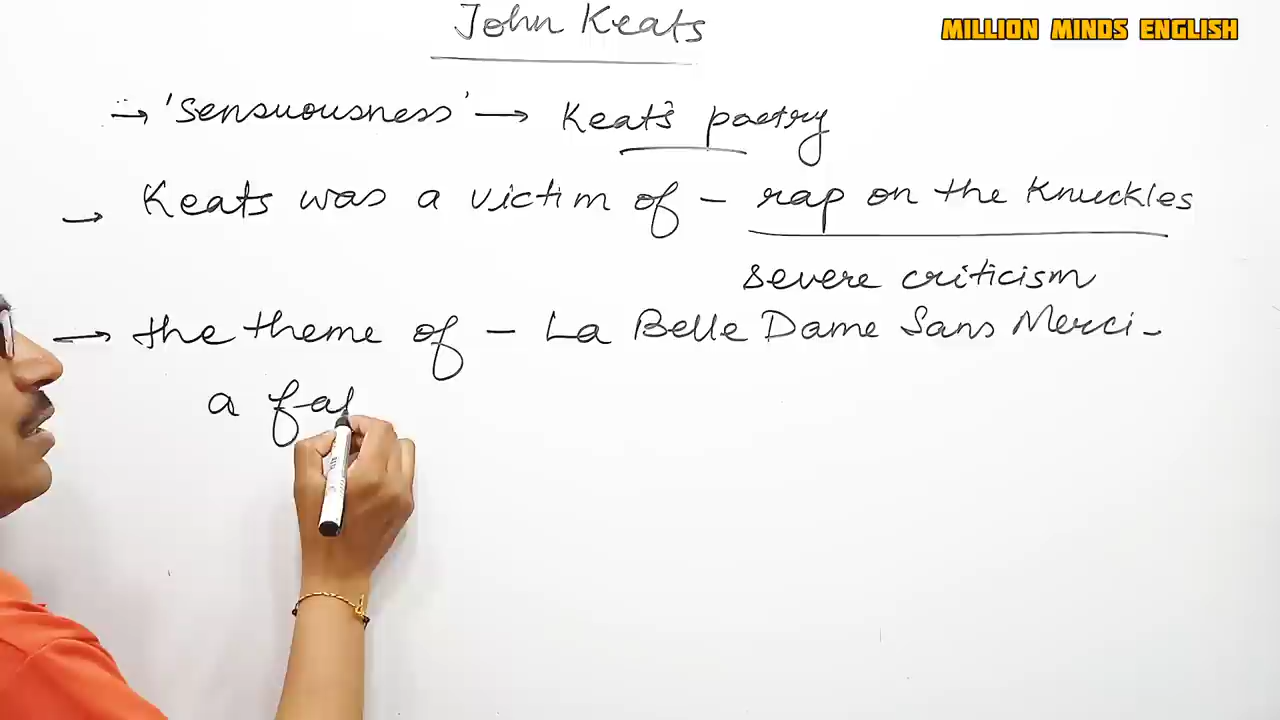 John Keats
MILLION MINDS ENGLISH
→ 'Sensuousness' → Keat's poetry
→ Keats was a victim of - rap on the Knuckles
severe criticism
→ the theme of - La Belle Dame Sans Merci -
a fa